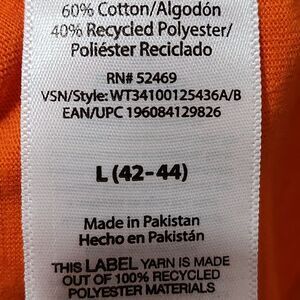 60% Cotton/Algodón
40% Recycled Polyester/
Poliéster Reciclado
RN# 52469
VSN/Style: WT34100125436A/B
EAN/UPC 196084129826
L (42-44)
Made in Pakistan
Hecho en Pakistán
THIS LABEL YARN IS MADE
OUT OF 100% RECYCLED
POLYESTER MATERIALS